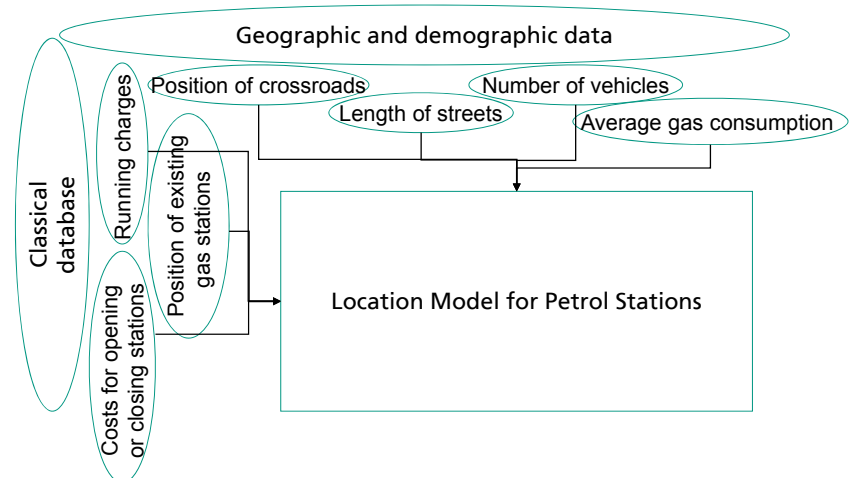 Geographic and demographic data
Position of crossroads
Number of vehicles
Length of streets
Average gas consumption
Classical
database
Running charges
Position of existing
gas stations
Costs for opening
or closing stations
Location Model for Petrol Stations